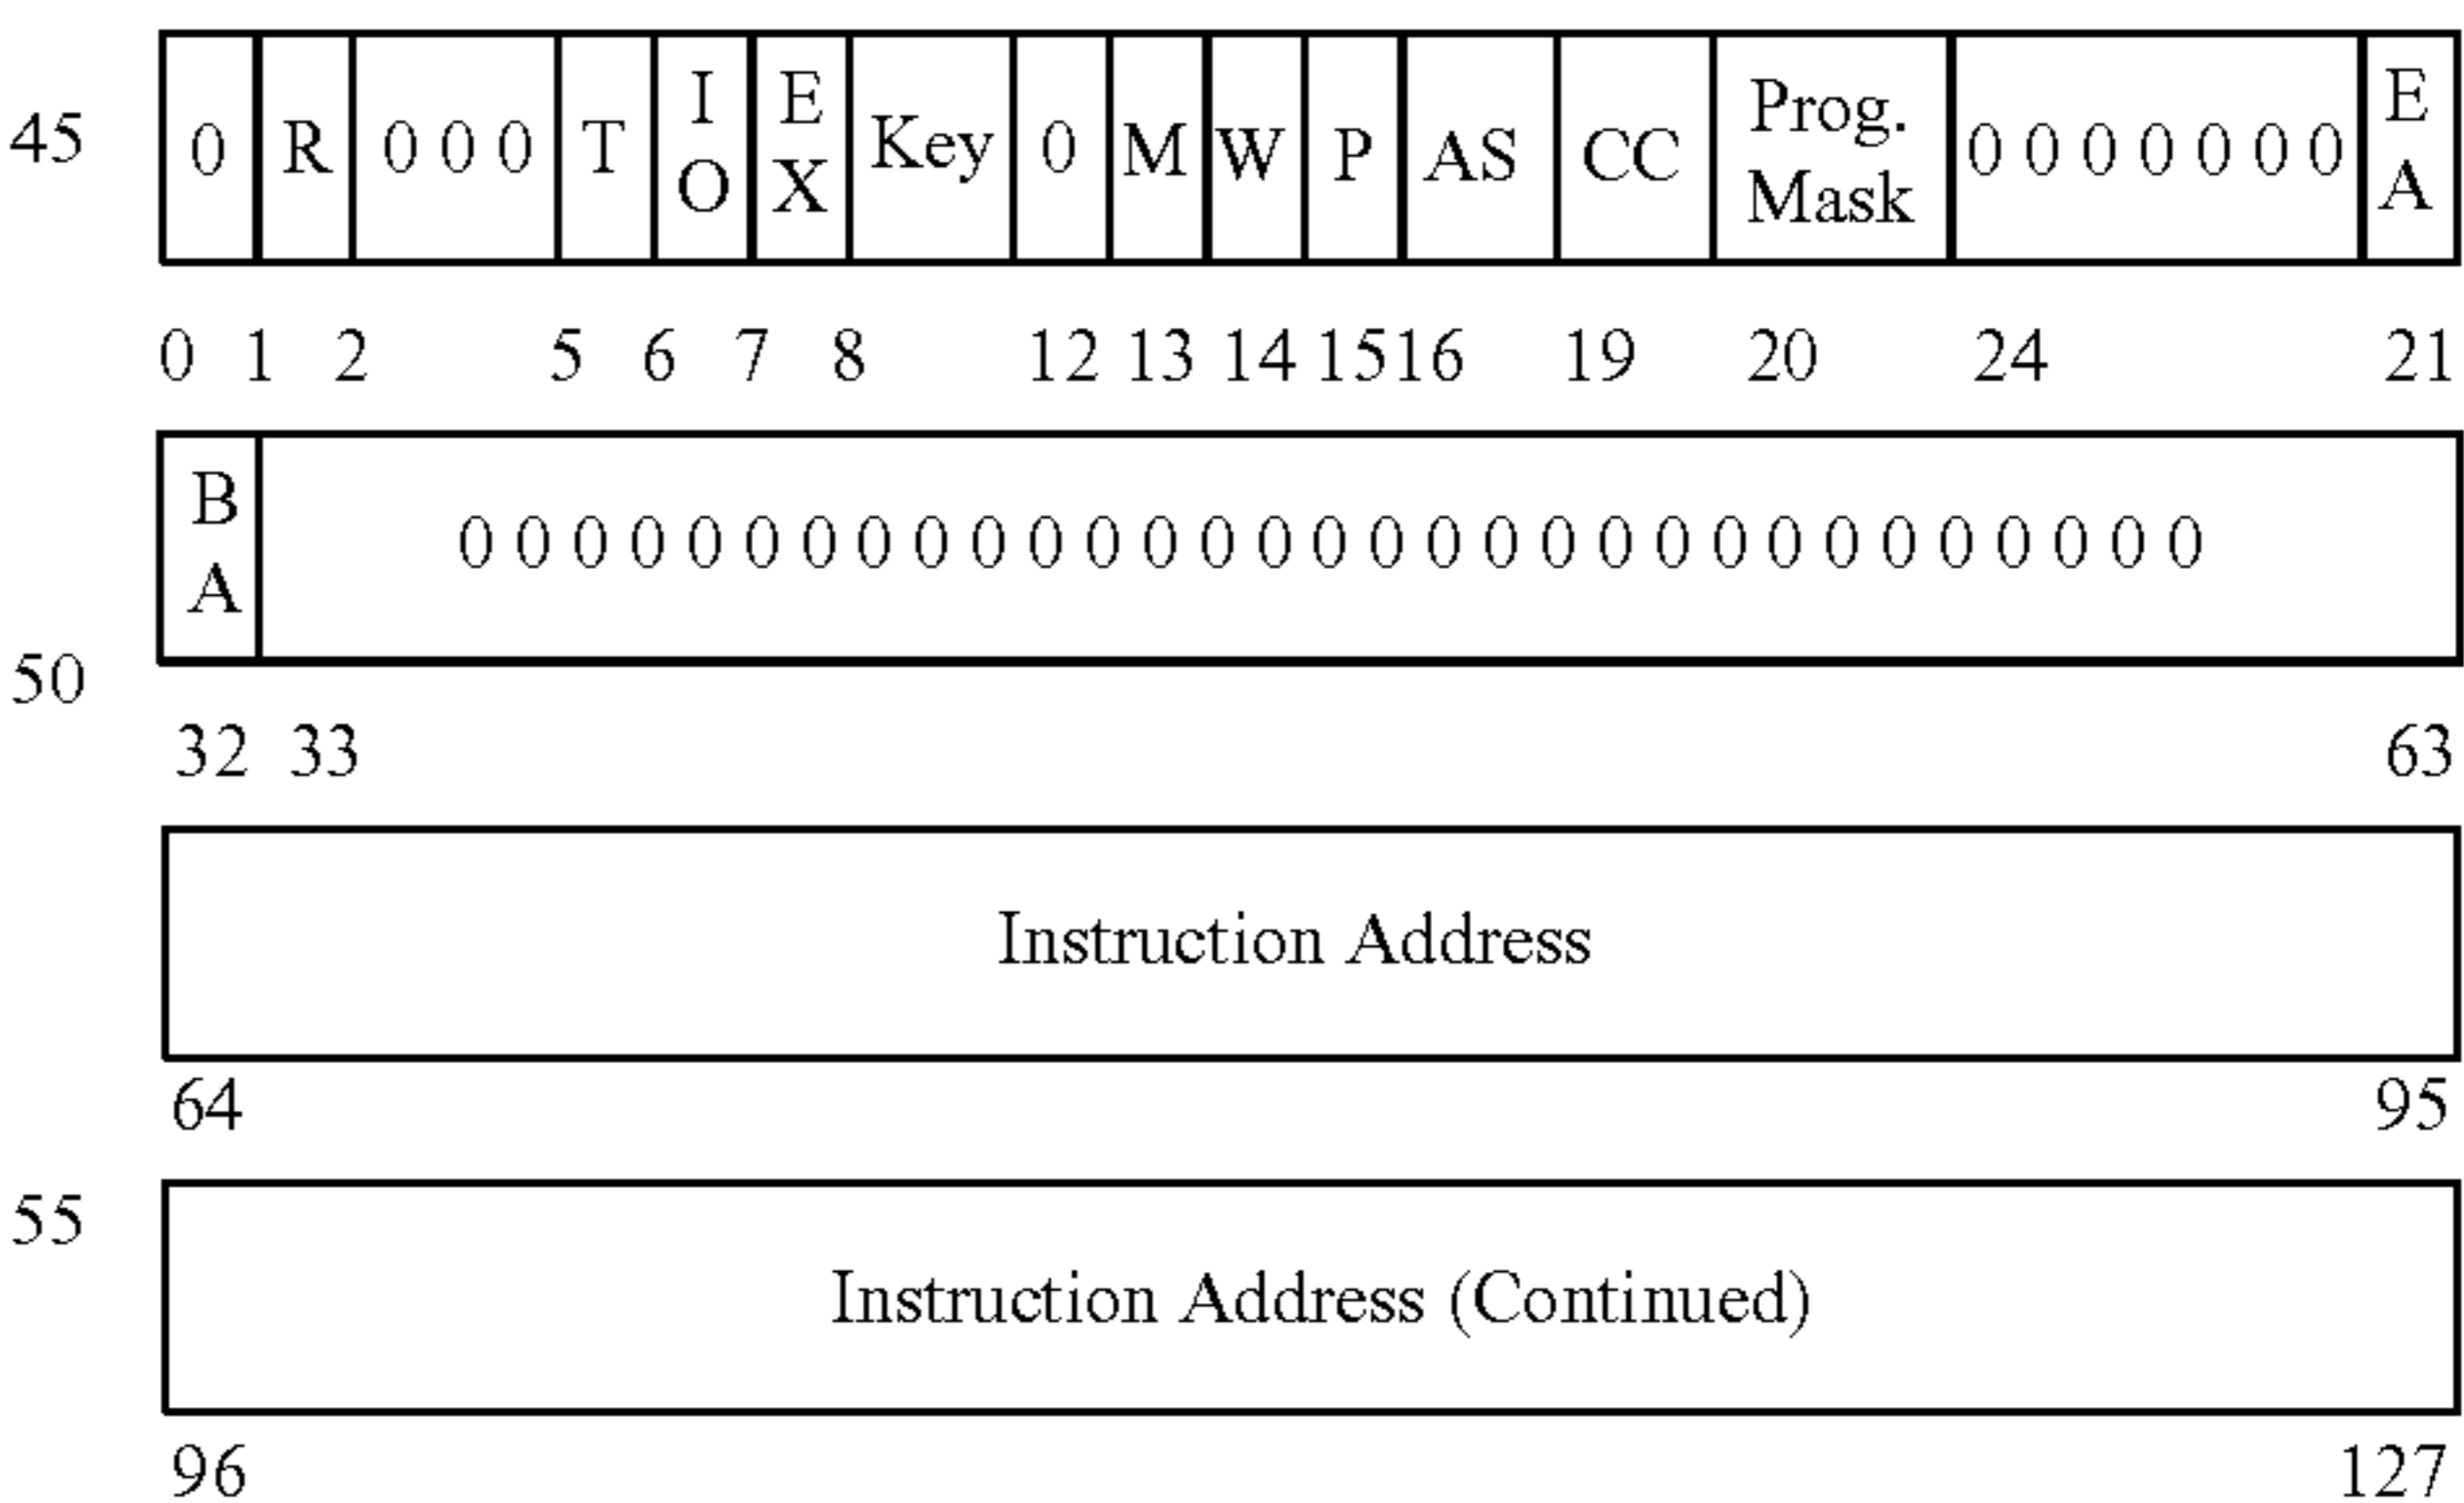 45 0 R 0 0 0 T I O E X Key 0 M W P AS CC Prog. Mask 0 0 0 0 0 0 0 E A
0 1 2 5 6 7 8 12 13 14 15 16 19 20 24 21
B A 0 0 0 0 0 0 0 0 0 0 0 0 0 0 0 0 0 0 0 0 0 0 0 0 0 0 0 0 0 0 0
50
32 33 63
Instruction Address
64 95
55
Instruction Address (Continued)
96 127